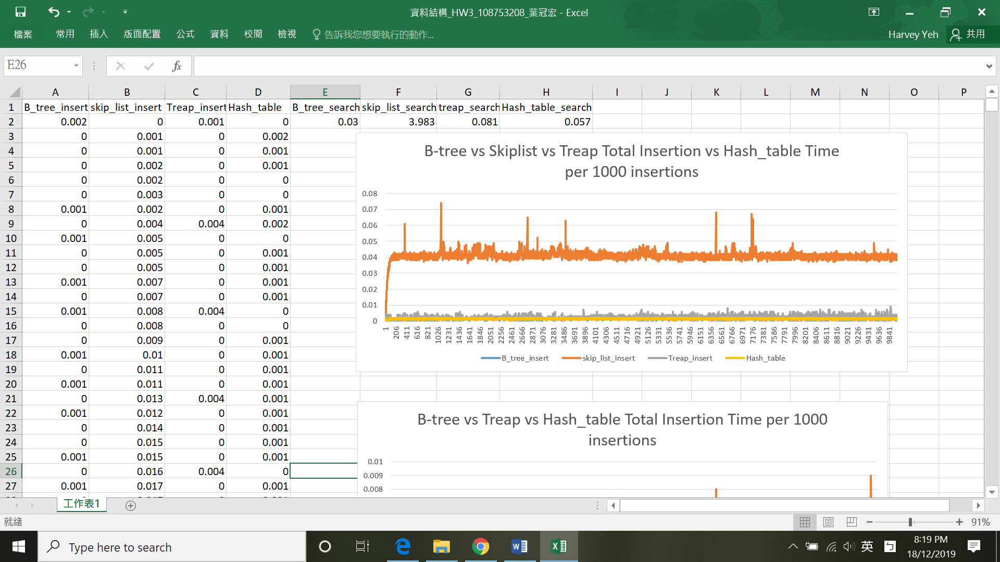 資料結構_HW3_108753208_葉冠宏 - Excel
檔案 常用 插入 版面配置 公式 資料 校閱 檢視 告訴我您想要執行的動作... Harvey Yeh 共用
E26 fx
A B C D E F G H I J K L M N O P
1 B_tree_insert skip_list_insert Treap_insert Hash_table B_tree_search skip_list_search treap_search Hash_table_search
2 0.002 0 0.001 0 0.03 3.983 0.081 0.057
3 0 0.001 0 0.002
4 0 0.001 0 0.001
5 0 0.002 0 0.001
6 0 0.002 0 0
7 0 0.003 0 0
8 0.001 0.002 0 0.001
9 0 0.004 0.004 0.002
10 0.001 0.005 0 0
11 0 0.005 0 0.001
12 0 0.005 0 0.001
13 0.001 0.007 0 0.001
14 0 0.007 0 0.001
15 0.001 0.008 0.004 0
16 0 0.008 0 0
17 0 0.009 0 0.001
18 0.001 0.01 0 0.001
19 0 0.011 0 0.001
20 0.001 0.011 0 0.001
21 0 0.013 0.004 0.001
22 0.001 0.012 0 0.001
23 0 0.014 0 0.001
24 0 0.015 0 0.001
25 0.001 0.015 0 0.001
26 0 0.016 0.004 0
27 0.001 0.017 0 0.001
B-tree vs Skiplist vs Treap Total Insertion vs Hash_table Time
per 1000 insertions
0.08
0.07
0.06
0.05
0.04
0.03
0.02
0.01
0
1 206 411 616 821 1026 1231 1436 1641 1846 2051 2256 2461 2666 2871 3076 3281 3486 3691 3896 4101 4306 4511 4716 4921 5126 5331 5536 5741 5946 6151 6356 6561 6766 6971 7176 7381 7586 7791 7996 8201 8406 8611 8816 9021 9226 9431 9636 9841
B_tree_insert skip_list_insert Treap_insert Hash_table
B-tree vs Treap vs Hash_table Total Insertion Time per 1000
insertions
0.01
0.009
0.008
工作表1
就緒 91%
Type here to search
英 ㄅ
8:19 PM
18/12/2019